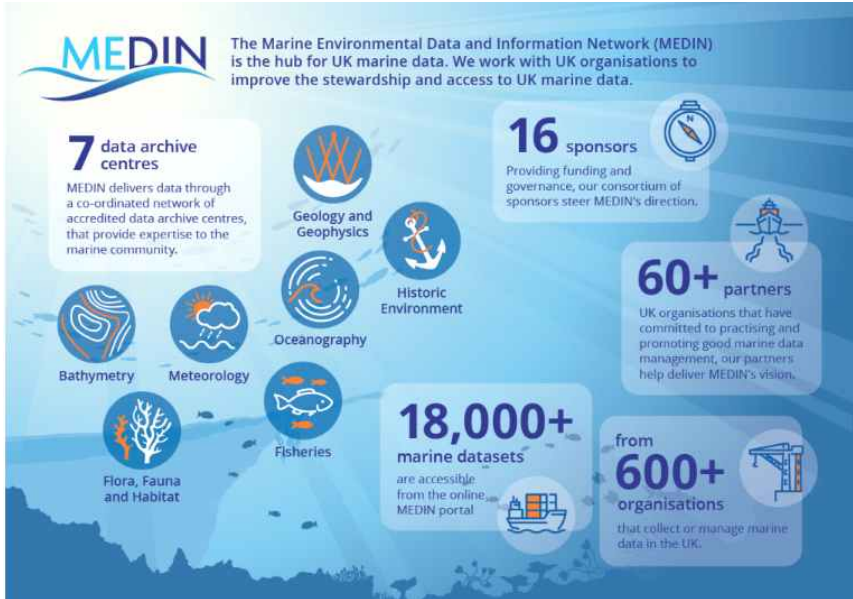 MEDIN
The Marine Environmental Data and Information Network (MEDIN)
is the hub for UK marine data. We work with UK organisations to
improve the stewardship and access to UK marine data.
7 data archive
centres
MEDIN delivers data through
a co-ordinated network of
accredited data archive centres,
that provide expertise to the
marine community.
Geology and
Geophysics
Historic
Environment
Oceanography
Bathymetry
Meteorology
Fisheries
Flora, Fauna
and Habitat
16 sponsors
Providing funding and
governance, our consortium of
sponsors steer MEDIN's direction.
N
60+ partners
UK organisations that have
committed to practising and
promoting good marine data
management, our partners
help deliver MEDIN's vision.
18,000+
marine datasets
are accessible
from the online
MEDIN portal
from
600+
organisations
that collect or manage marine
data in the UK.